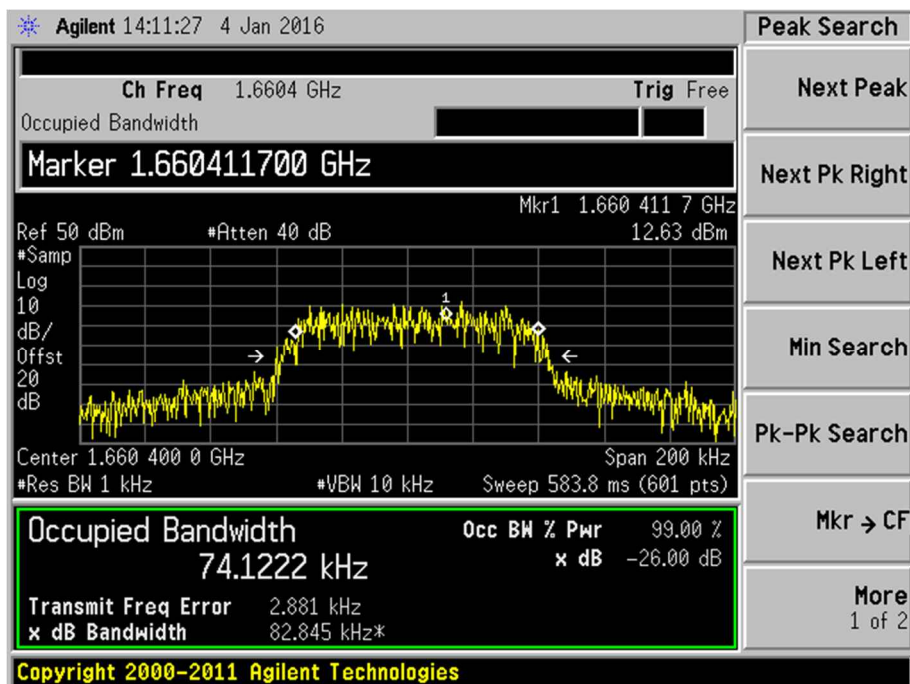 Agilent 14:11:27 4 Jan 2016
Peak Search
Ch Freq 1.6604 GHz Trig Free
Occupied Bandwidth
Marker 1.660411700 GHz
Mkr1 1.660 411 7 GHz
Ref 50 dBm #Atten 40 dB 12.63 dBm
#Samp
Log
10
dB/
Offst
20
dB
1
Center 1.660 400 0 GHz Span 200 kHz
#Res BW 1 kHz #VBW 10 kHz Sweep 583.8 ms (601 pts)
Occupied Bandwidth Occ BW % Pwr 99.00 %
74.1222 kHz x dB -26.00 dB
Transmit Freq Error 2.881 kHz
x dB Bandwidth 82.845 kHz*
Copyright 2000-2011 Agilent Technologies
Next Peak
Next Pk Right
Next Pk Left
Min Search
Pk-Pk Search
Mkr → CF
More
1 of 2